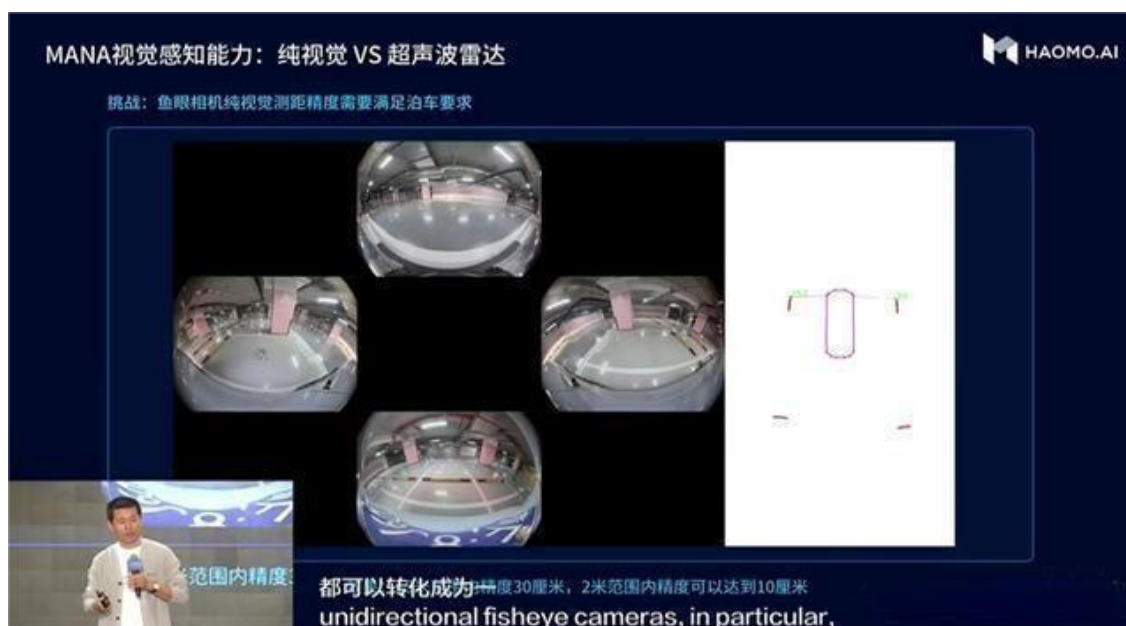 MANA视觉感知能力：纯视觉 VS 超声波雷达
HAOMO.AI
挑战：鱼眼相机纯视觉测距精度需要满足泊车要求
范围内精度
都可以转化成为一
精度30厘米，2米范围内精度可以达到10厘米
unidirectional fisheye cameras, in particular,